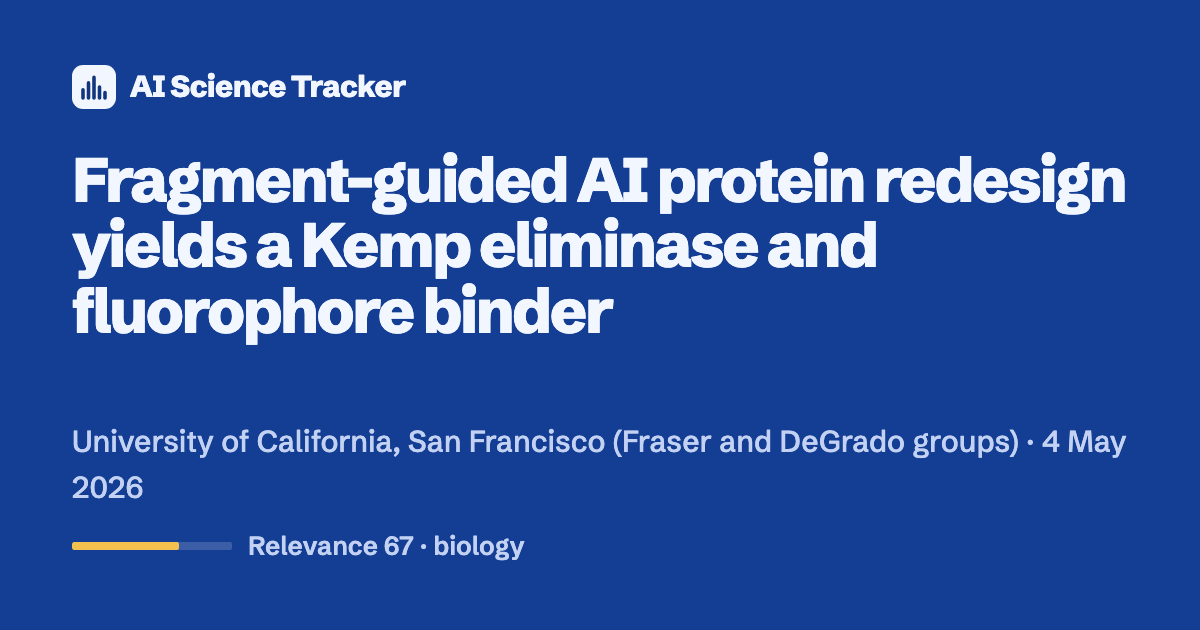 AI Science Tracker
Fragment-guided AI protein redesign
yields a Kemp eliminase and
fluorophore binder
University of California, San Francisco (Fraser and DeGrado groups) · 4 May
2026
Relevance 67 · biology